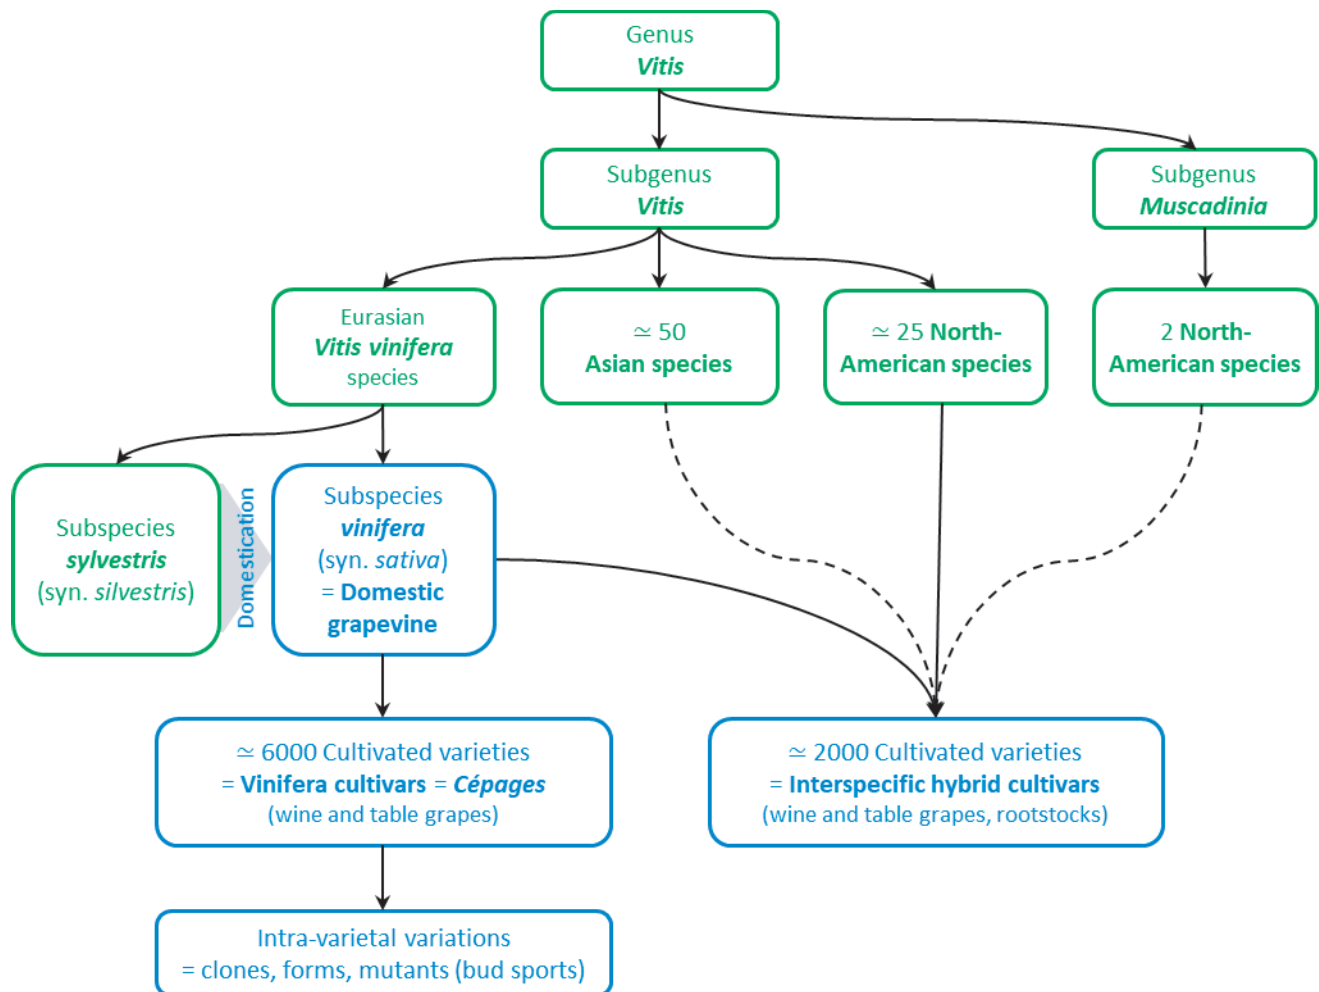 Genus
Vitis
Subgenus
Vitis
Subgenus
Muscadinia
Eurasian
Vitis vinifera
species
≃ 50
Asian species
≃ 25 North-
American species
2 North-
American species
Subspecies
sylvestris
(syn. silvestris)
Domestication
Subspecies
vinifera
(syn. sativa)
= Domestic
grapevine
≃ 6000 Cultivated varieties
= Vinifera cultivars = Cépages
(wine and table grapes)
≃ 2000 Cultivated varieties
= Interspecific hybrid cultivars
(wine and table grapes, rootstocks)
Intra-varietal variations
= clones, forms, mutants (bud sports)